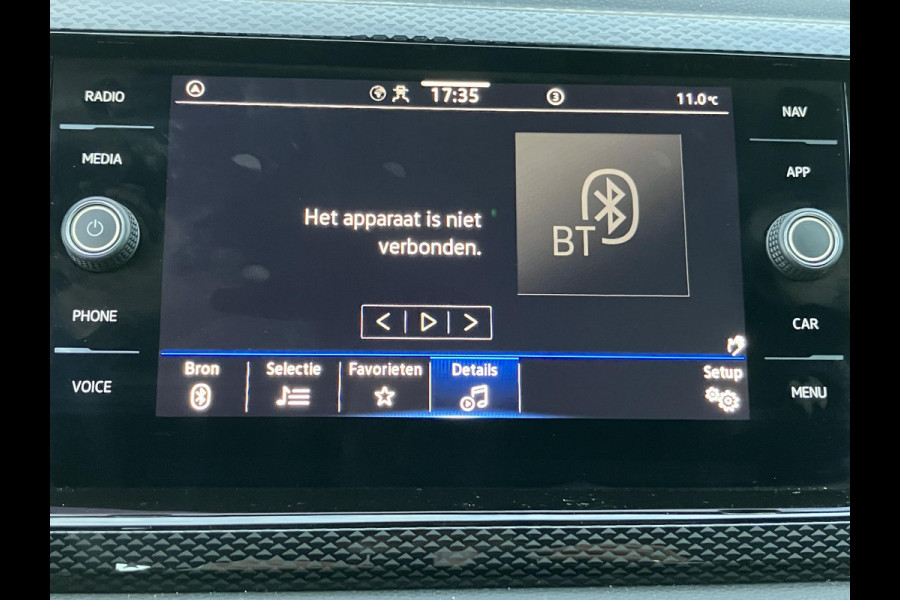 RADIO
MEDIA
PHONE
VOICE
17:35
3
11.0°C
Het apparaat is niet
verbonden.
BT
Bron
Selectie
Favorieten
Details
Setup
NAV
APP
CAR
MENU